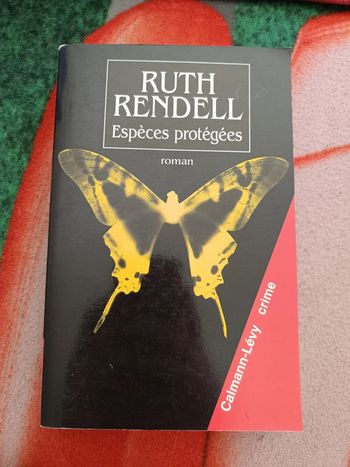 RUTH
RENDELL
Espèces protégées
roman
Calmann-Lévy crime